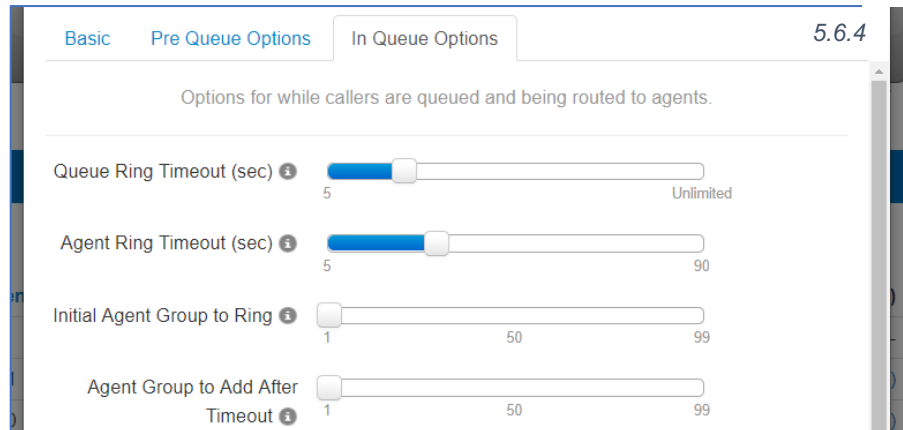 Basic Pre Queue Options In Queue Options 5.6.4
Options for while callers are queued and being routed to agents.
Queue Ring Timeout (sec)
5 Unlimited
Agent Ring Timeout (sec)
5 90
Initial Agent Group to Ring
1 50 99
Agent Group to Add After
Timeout
1 50 99